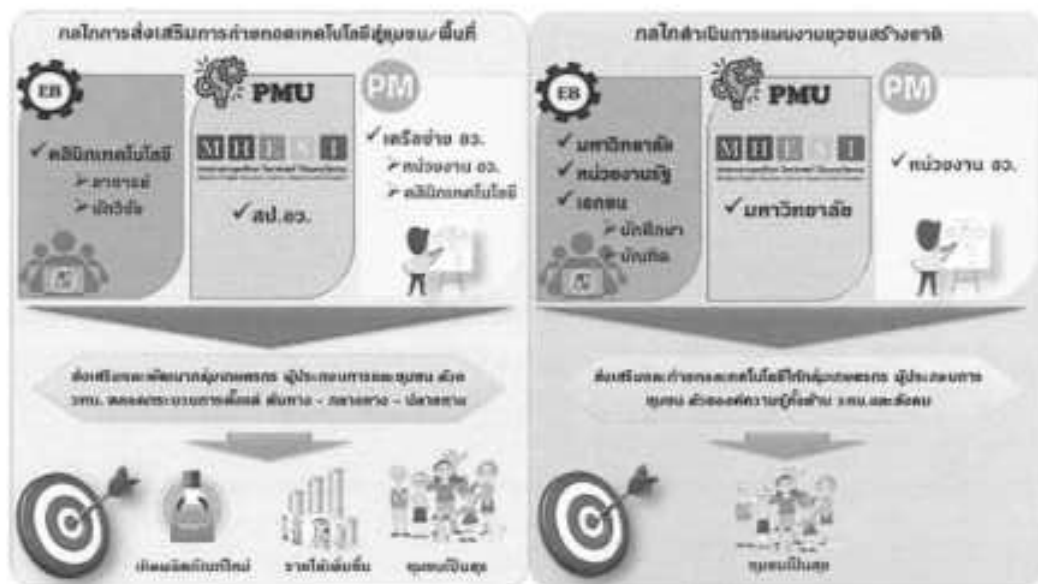 กลไกการส่งเสริมการถ่ายทอดเทคโนโลยีสู่ชุมชน/พื้นที่
EB
PMU
PM
✓ คลินิกเทคโนโลยี
➢ อาจารย์
➢ นักวิจัย
MHESI
✓ สป.อว.
✓ เครือข่าย อว.
➢ หน่วยงาน อว.
➢ คลินิกเทคโนโลยี
ส่งเสริมและพัฒนากลุ่มเกษตรกร ผู้ประกอบการและชุมชน ด้วย
วทน. ตลอดกระบวนการตั้งแต่ ต้นทาง - กลางทาง - ปลายทาง
เกิดผลิตภัณฑ์ใหม่
รายได้เพิ่มขึ้น
ชุมชนเป็นสุข
กลไกดำเนินการแผนงานยุวชนสร้างชาติ
EB
PMU
PM
✓ มหาวิทยาลัย
✓ หน่วยงานรัฐ
✓ เอกชน
➢ นักศึกษา
➢ บัณฑิต
MHESI
✓ มหาวิทยาลัย
✓ หน่วยงาน อว.
ส่งเสริมและถ่ายทอดเทคโนโลยีให้กลุ่มเกษตรกร ผู้ประกอบการ
ชุมชน ด้วยองค์ความรู้ทั้งด้าน วทน.และสังคม
ชุมชนเป็นสุข